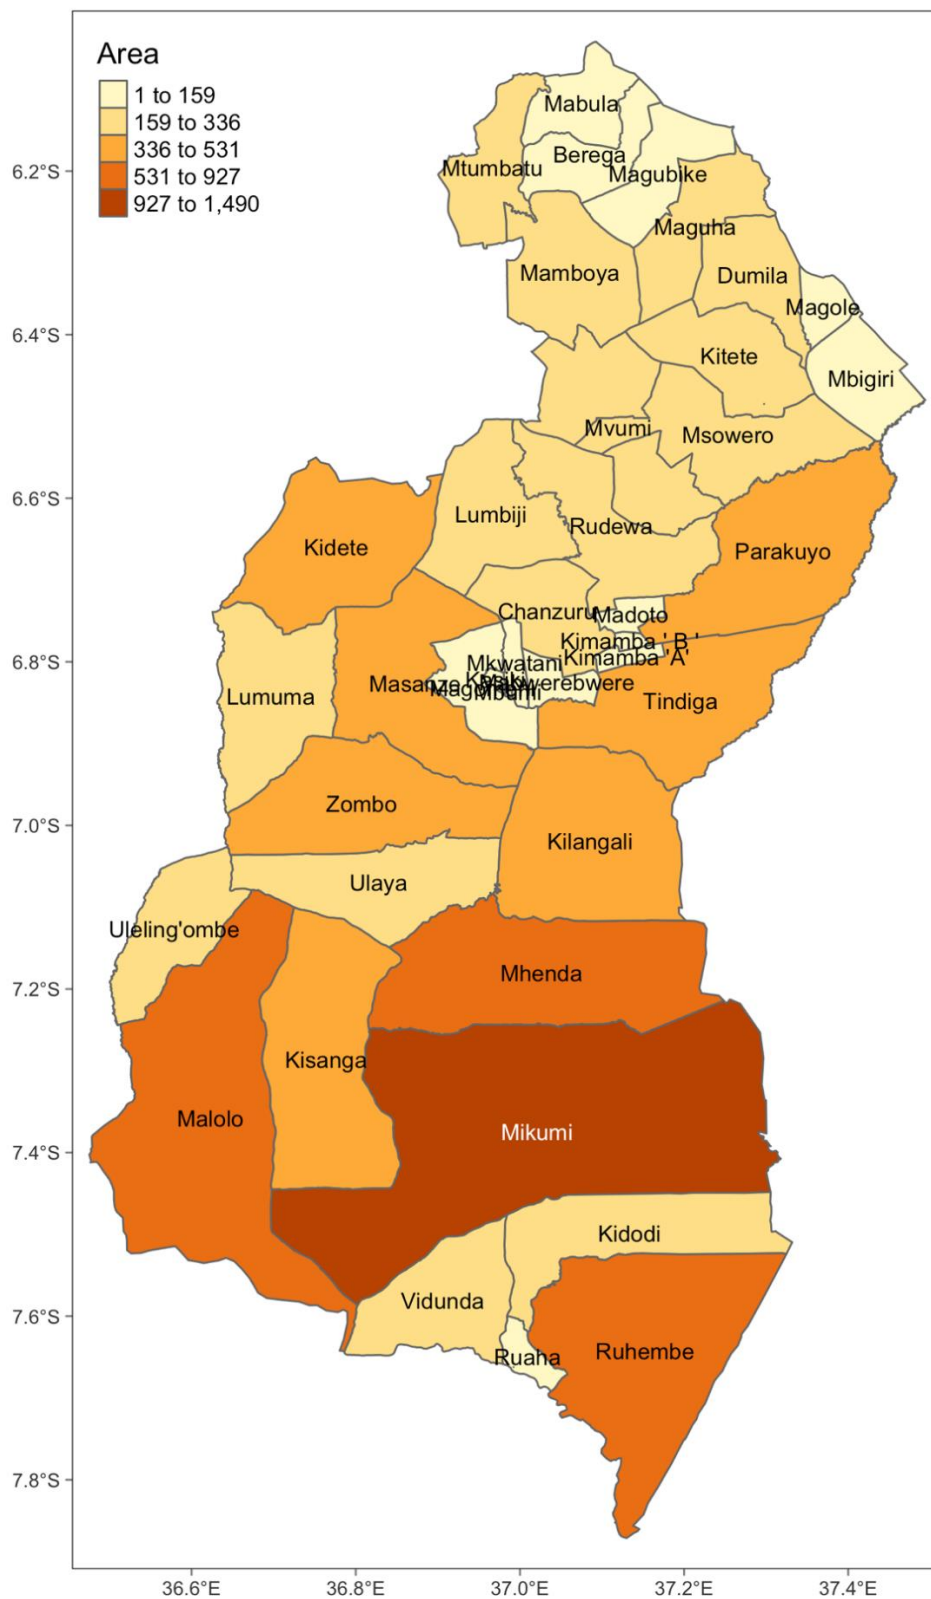 Area
1 to 159
159 to 336
336 to 531
531 to 927
927 to 1,490
Mabula
Berega
Mtumbatu
Magubike
Maguha
Mamboya
Dumila
Magole
Kitete
Mbigiri
Mvumi
Msowero
Lumbiji
Rudewa
Kidete
Parakuyo
Chanzuru
Madoto
Kimamba ' B '
Kimamba 'A'
Mkwatani
Masanze
Lumuma
Tindiga
Zombo
Kilangali
Ulaya
Uleling'ombe
Mhenda
Kisanga
Malolo
Mikumi
Kidodi
Vidunda
Ruhembe
Ruaha
6.2°S
6.4°S
6.6°S
6.8°S
7.0°S
7.2°S
7.4°S
7.6°S
7.8°S
36.6°E
36.8°E
37.0°E
37.2°E
37.4°E